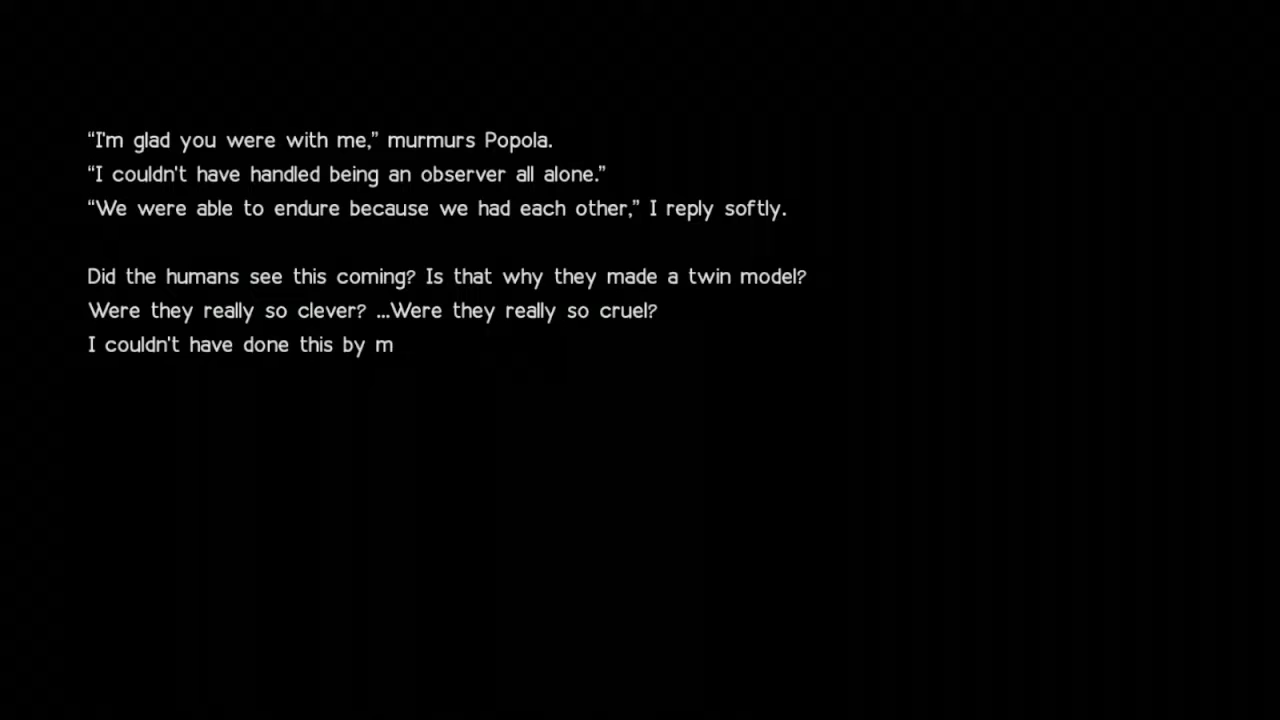 “I'm glad you were with me,” murmurs Popola.
“I couldn't have handled being an observer all alone.”
“We were able to endure because we had each other,” I reply softly.
Did the humans see this coming? Is that why they made a twin model?
Were they really so clever? ...Were they really so cruel?
I couldn't have done this by m